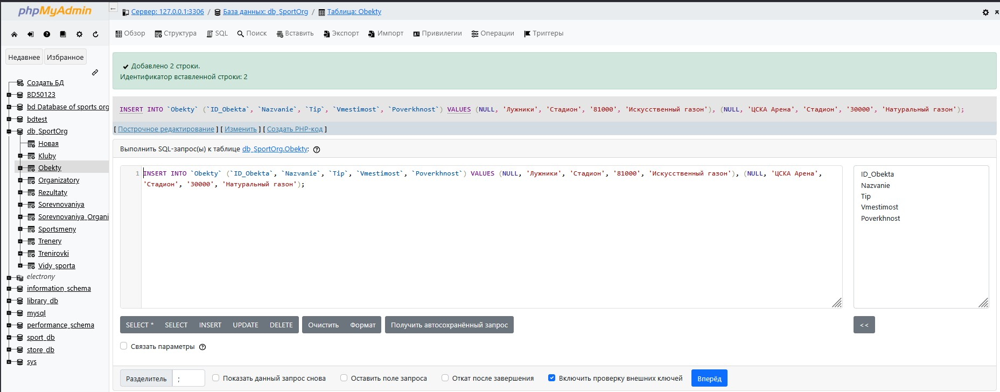 phpMyAdmin
Недавнее Избранное
Создать БД
BD50123
bd Database of sports org
bdtest
db_SportOrg
Новая
Kluby
Obekty
Organizatory
Rezultaty
Sorevnovaniya
Sorevnovaniya_Organi
Sportsmeny
Trenery
Trenirovki
Vidy_sporta
electrony
information_schema
library_db
mysql
performance_schema
sport_db
store_db
sys
Сервер: 127.0.0.1:3306 / База данных: db_SportOrg / Таблица: Obekty
Обзор Структура SQL Поиск Вставить Экспорт Импорт Привилегии Операции Триггеры
Добавлено 2 строки.
Идентификатор вставленной строки: 2
INSERT INTO `Obekty` (`ID_Obekta`, `Nazvanie`, `Tip`, `Vmestimost`, `Poverkhnost`) VALUES (NULL, 'Лужники', 'Стадион', '81000', 'Искусственный газон'), (NULL, 'ЦСКА Арена', 'Стадион', '30000', 'Натуральный газон');
[ Построчное редактирование ] [ Изменить ] [ Создать PHP-код ]
Выполнить SQL-запрос(ы) к таблице db_SportOrg.Obekty:
1 INSERT INTO `Obekty` (`ID_Obekta`, `Nazvanie`, `Tip`, `Vmestimost`, `Poverkhnost`) VALUES (NULL, 'Лужники', 'Стадион', '81000', 'Искусственный газон'), (NULL, 'ЦСКА Арена',
'Стадион', '30000', 'Натуральный газон');
ID_Obekta
Nazvanie
Tip
Vmestimost
Poverkhnost
SELECT * SELECT INSERT UPDATE DELETE Очистить Формат Получить автосохранённый запрос <<
Связать параметры
Разделитель ; Показать данный запрос снова Оставить поле запроса Откат после завершения Включить проверку внешних ключей Вперёд